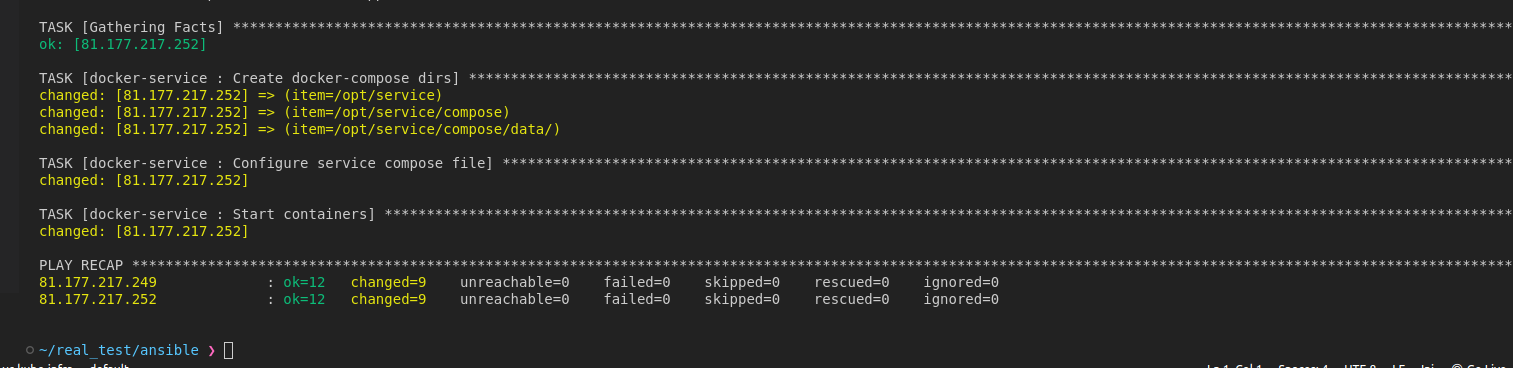 TASK [Gathering Facts] ****************************************************************************************************************************************************
ok: [81.177.217.252]
TASK [docker-service : Create docker-compose dirs] ****************************************************************************************************************************
changed: [81.177.217.252] => (item=/opt/service)
changed: [81.177.217.252] => (item=/opt/service/compose)
changed: [81.177.217.252] => (item=/opt/service/compose/data/)
TASK [docker-service : Configure service compose file] ************************************************************************************************************************
changed: [81.177.217.252]
TASK [docker-service : Start containers] **************************************************************************************************************************************
changed: [81.177.217.252]
PLAY RECAP ********************************************************************************************************************************************************************
81.177.217.249 : ok=12 changed=9 unreachable=0 failed=0 skipped=0 rescued=0 ignored=0
81.177.217.252 : ok=12 changed=9 unreachable=0 failed=0 skipped=0 rescued=0 ignored=0
~/real_test/ansible ❯